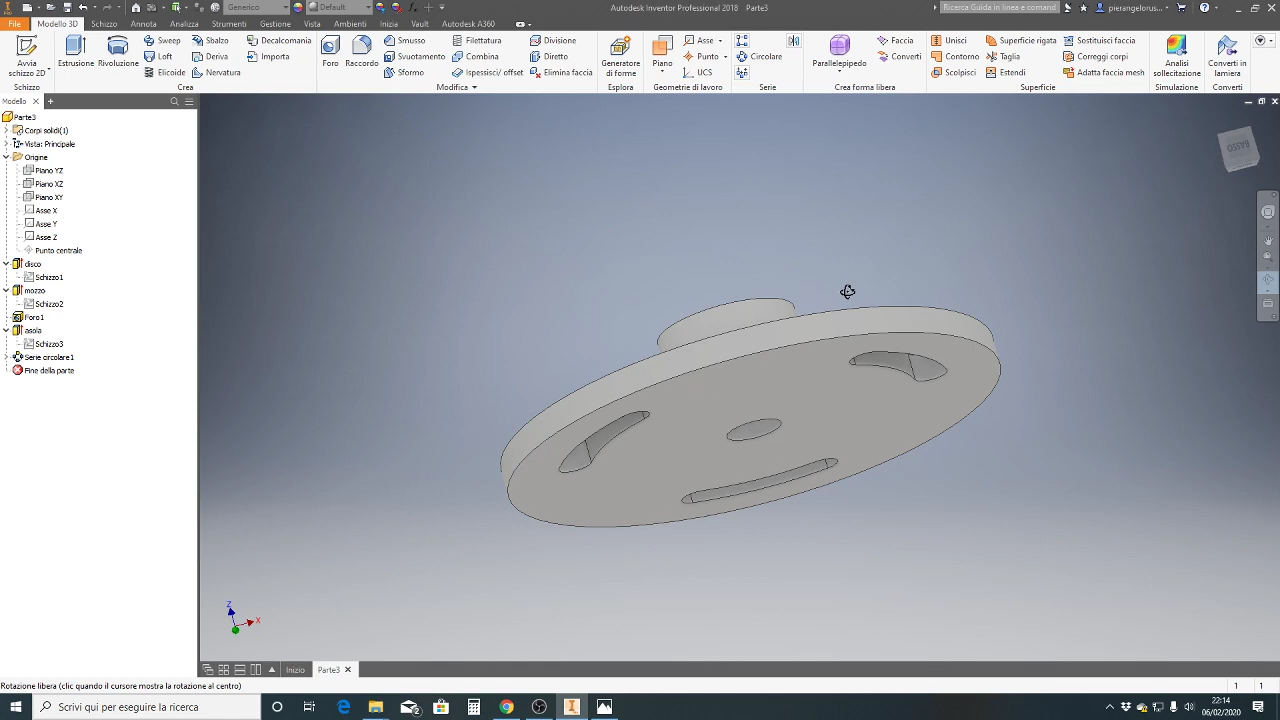 Default
Generico
Autodesk Inventor Professional 2018 Parte3
Ricerca Guida in linea e comand
pierangelorus...
File Modello 3D Schizzo Annota Analizza Strumenti Gestione Vista Ambienti Inizia Vault Autodesk A360
Avvia
schizzo 2D
Schizzo
Estrusione
Rivoluzione
Sweep
Loft
Elicoide
Sbalzo
Deriva
Nervatura
Decalcomania
Importa
Crea
Foro
Raccordo
Smusso
Svuotamento
Sformo
Filettatura
Combina
Ispessisci/ offset
Divisione
Diretto
Elimina faccia
Modifica
Generatore
di forme
Esplora
Piano
Asse
Punto
UCS
Geometria di lavoro
Circolare
Serie
Parallelepipedo
Faccia
Converti
Crea forma libera
Unisci
Contorno
Scolpisci
Superficie rigata
Taglia
Estendi
Sostituisci faccia
Correggi corpi
Adatta faccia mesh
Superficie
Analisi
sollecitazione
Simulazione
Converti in
lamiera
Converti
Modello
Parte3
Corpi solidi(1)
Vista: Principale
Origine
Piano YZ
Piano XZ
Piano XY
Asse X
Asse Y
Asse Z
Punto centrale
disco
Schizzo1
mozzo
Schizzo2
Foro1
asola
Schizzo3
Serie circolare1
Fine della parte
BASSO
Z
X
Inizio Parte3
Rotazione libera (clic quando il cursore mostra la rotazione al centro)
1 1
Scrivi qui per eseguire la ricerca
2
22:14
06/02/2020